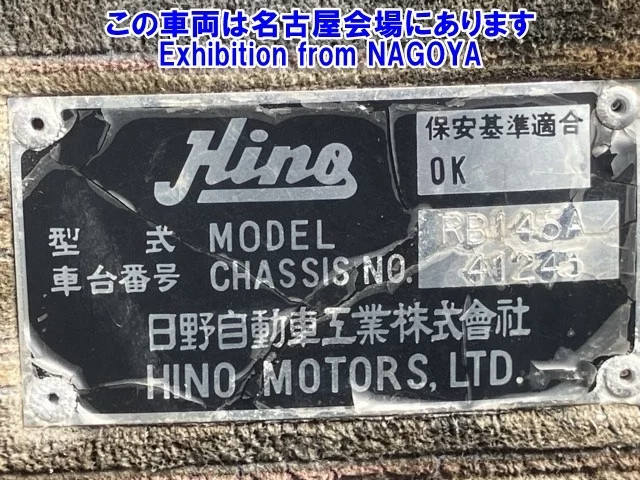 この車両は名古屋会場にあります
Exhibition from NAGOYA
Hino
保安基準適合
OK
型式 MODEL RB145A
車台番号 CHASSIS NO. 41245
日野自動車工業株式會社
HINO MOTORS, LTD.